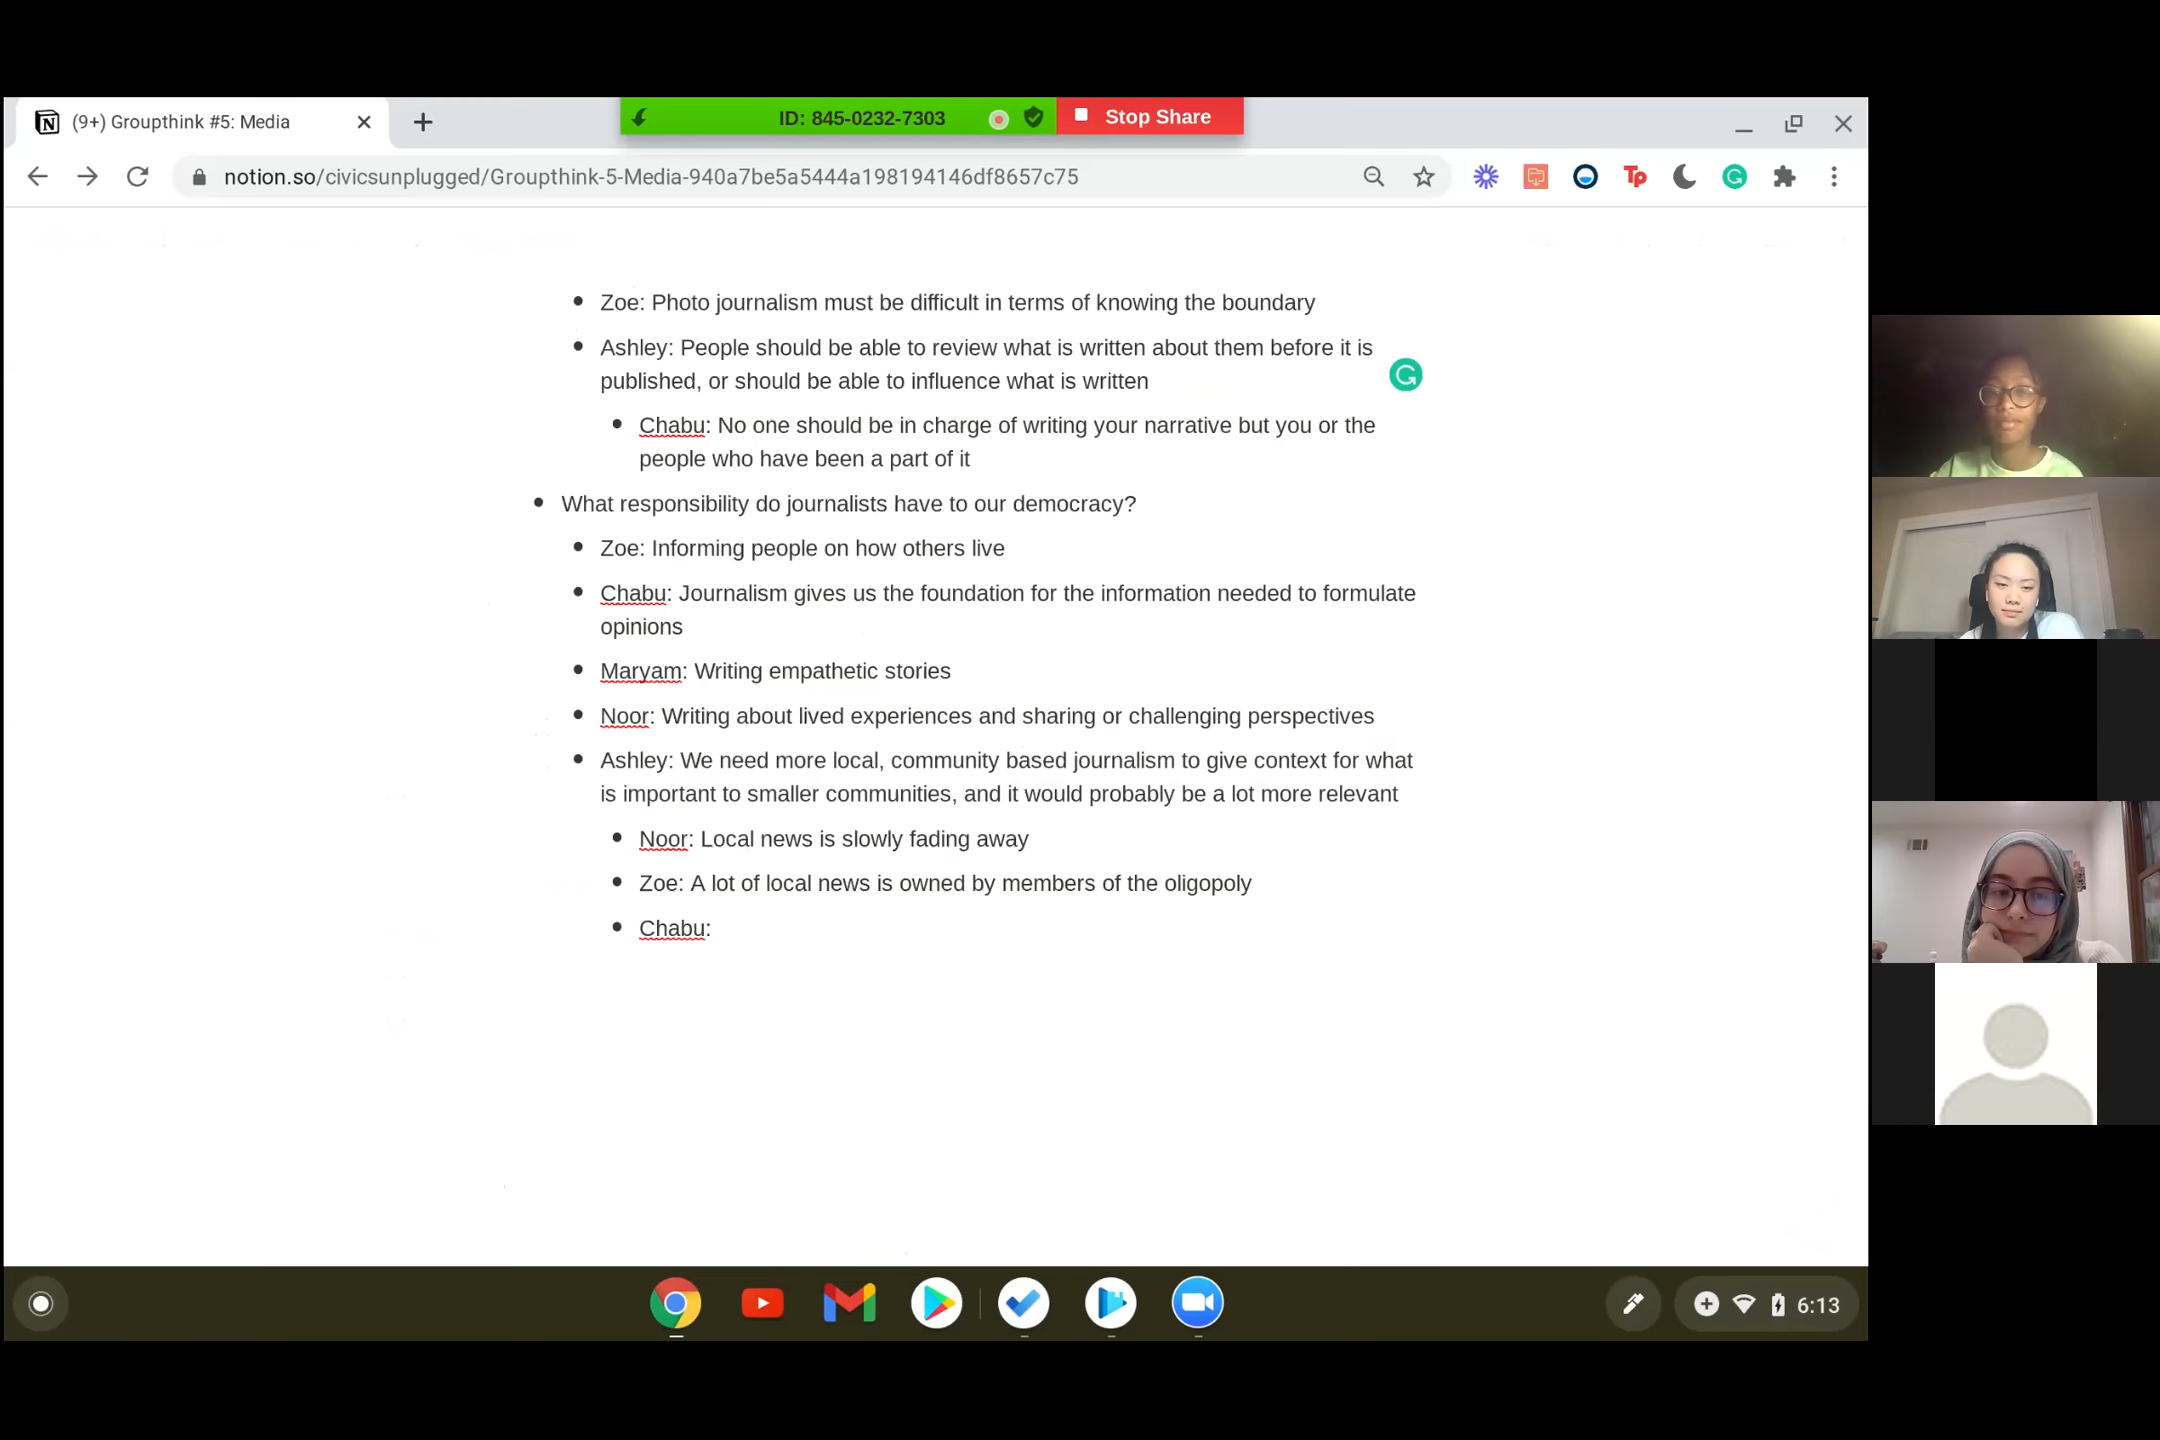 (9+) Groupthink #5: Media
ID: 845-0232-7303
Stop Share
notion.so/civicsunplugged/Groupthink-5-Media-940a7be5a5444a198194146df8657c75
Tp
Zoe: Photo journalism must be difficult in terms of knowing the boundary
Ashley: People should be able to review what is written about them before it is
published, or should be able to influence what is written
Chabu: No one should be in charge of writing your narrative but you or the
people who have been a part of it
What responsibility do journalists have to our democracy?
Zoe: Informing people on how others live
Chabu: Journalism gives us the foundation for the information needed to formulate
opinions
Maryam: Writing empathetic stories
Noor: Writing about lived experiences and sharing or challenging perspectives
Ashley: We need more local, community based journalism to give context for what
is important to smaller communities, and it would probably be a lot more relevant
Noor: Local news is slowly fading away
Zoe: A lot of local news is owned by members of the oligopoly
Chabu:
6:13